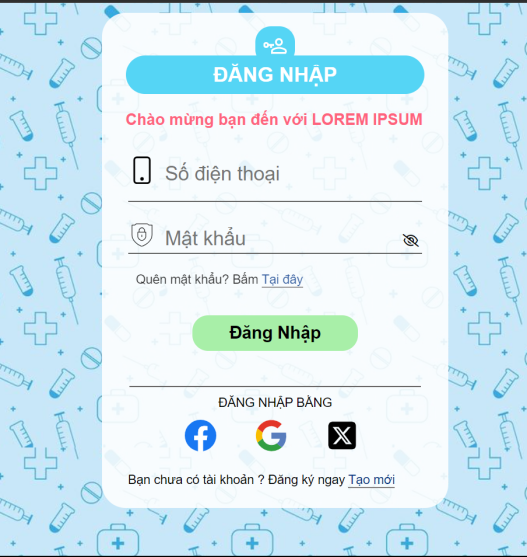 ĐĂNG NHẬP
Chào mừng bạn đến với LOREM IPSUM
Số điện thoại
Mật khẩu
Quên mật khẩu? Bấm Tại đây
Đăng Nhập
ĐĂNG NHẬP BẰNG
Bạn chưa có tài khoản ? Đăng ký ngay Tạo mới